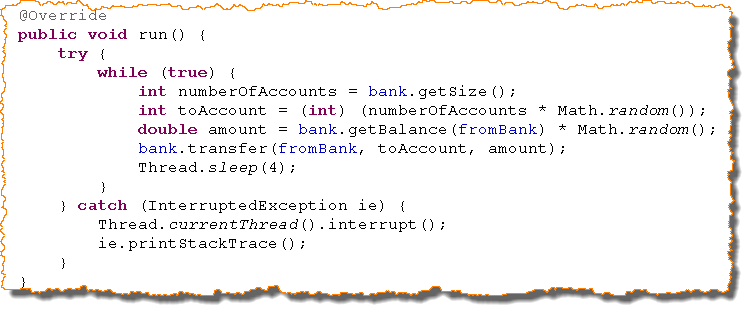 @Override
public void run() {
    try {
        while (true) {
            int numberOfAccounts = bank.getSize();
            int toAccount = (int) (numberOfAccounts * Math.random());
            double amount = bank.getBalance(fromBank) * Math.random();
            bank.transfer(fromBank, toAccount, amount);
            Thread.sleep(4);
        }
    } catch (InterruptedException ie) {
        Thread.currentThread().interrupt();
        ie.printStackTrace();
    }
}